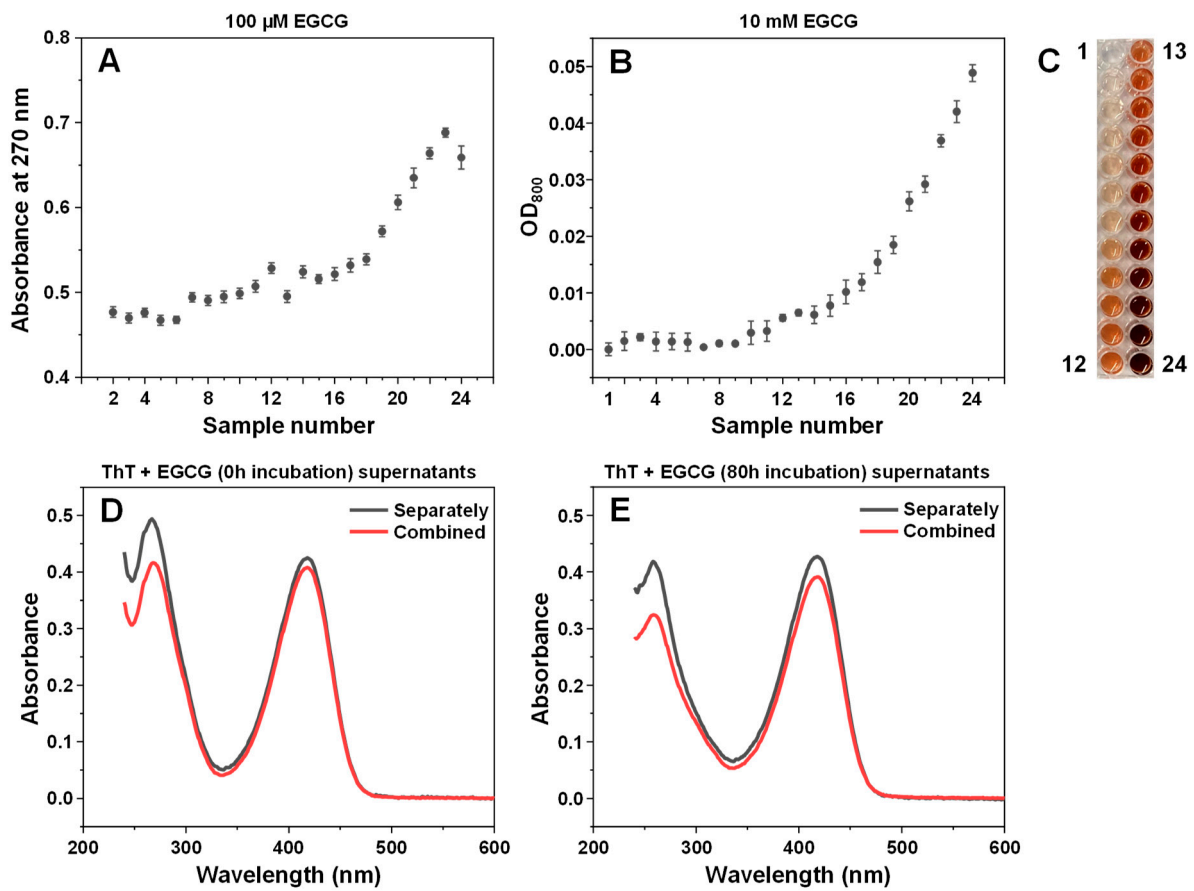 100 µM EGCG
A
Absorbance at 270 nm
0.8
0.7
0.6
0.5
0.4
2 4 8 12 16 20 24
Sample number
10 mM EGCG
B
OD800
0.05
0.04
0.03
0.02
0.01
0.00
1 4 8 12 16 20 24
Sample number
C
1 13
12 24
ThT + EGCG (0h incubation) supernatants
D
Separately
Combined
Absorbance
0.5
0.4
0.3
0.2
0.1
0.0
200 300 400 500 600
Wavelength (nm)
ThT + EGCG (80h incubation) supernatants
E
Separately
Combined
Absorbance
0.5
0.4
0.3
0.2
0.1
0.0
200 300 400 500 600
Wavelength (nm)